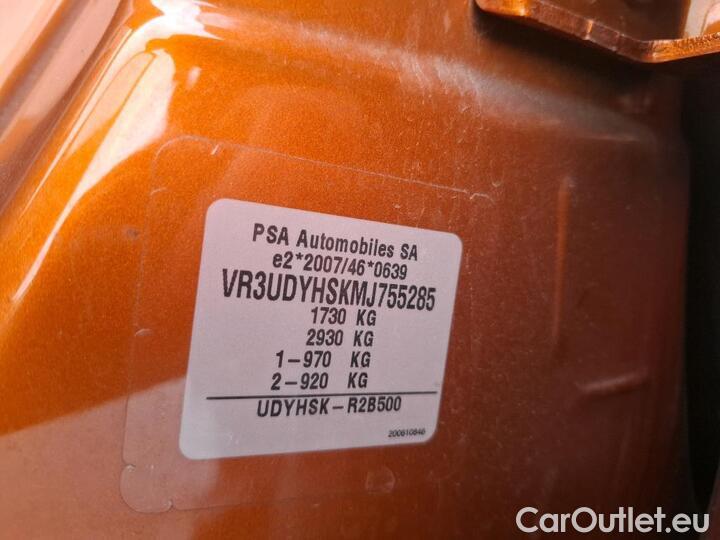 PSA Automobiles SA
e2*2007/46*0639
VR3UDYHSKMJ755285
1730 KG
2930 KG
1-970 KG
2-920 KG
UDYHSK-R2B500
200610846
CarOutlet.eu